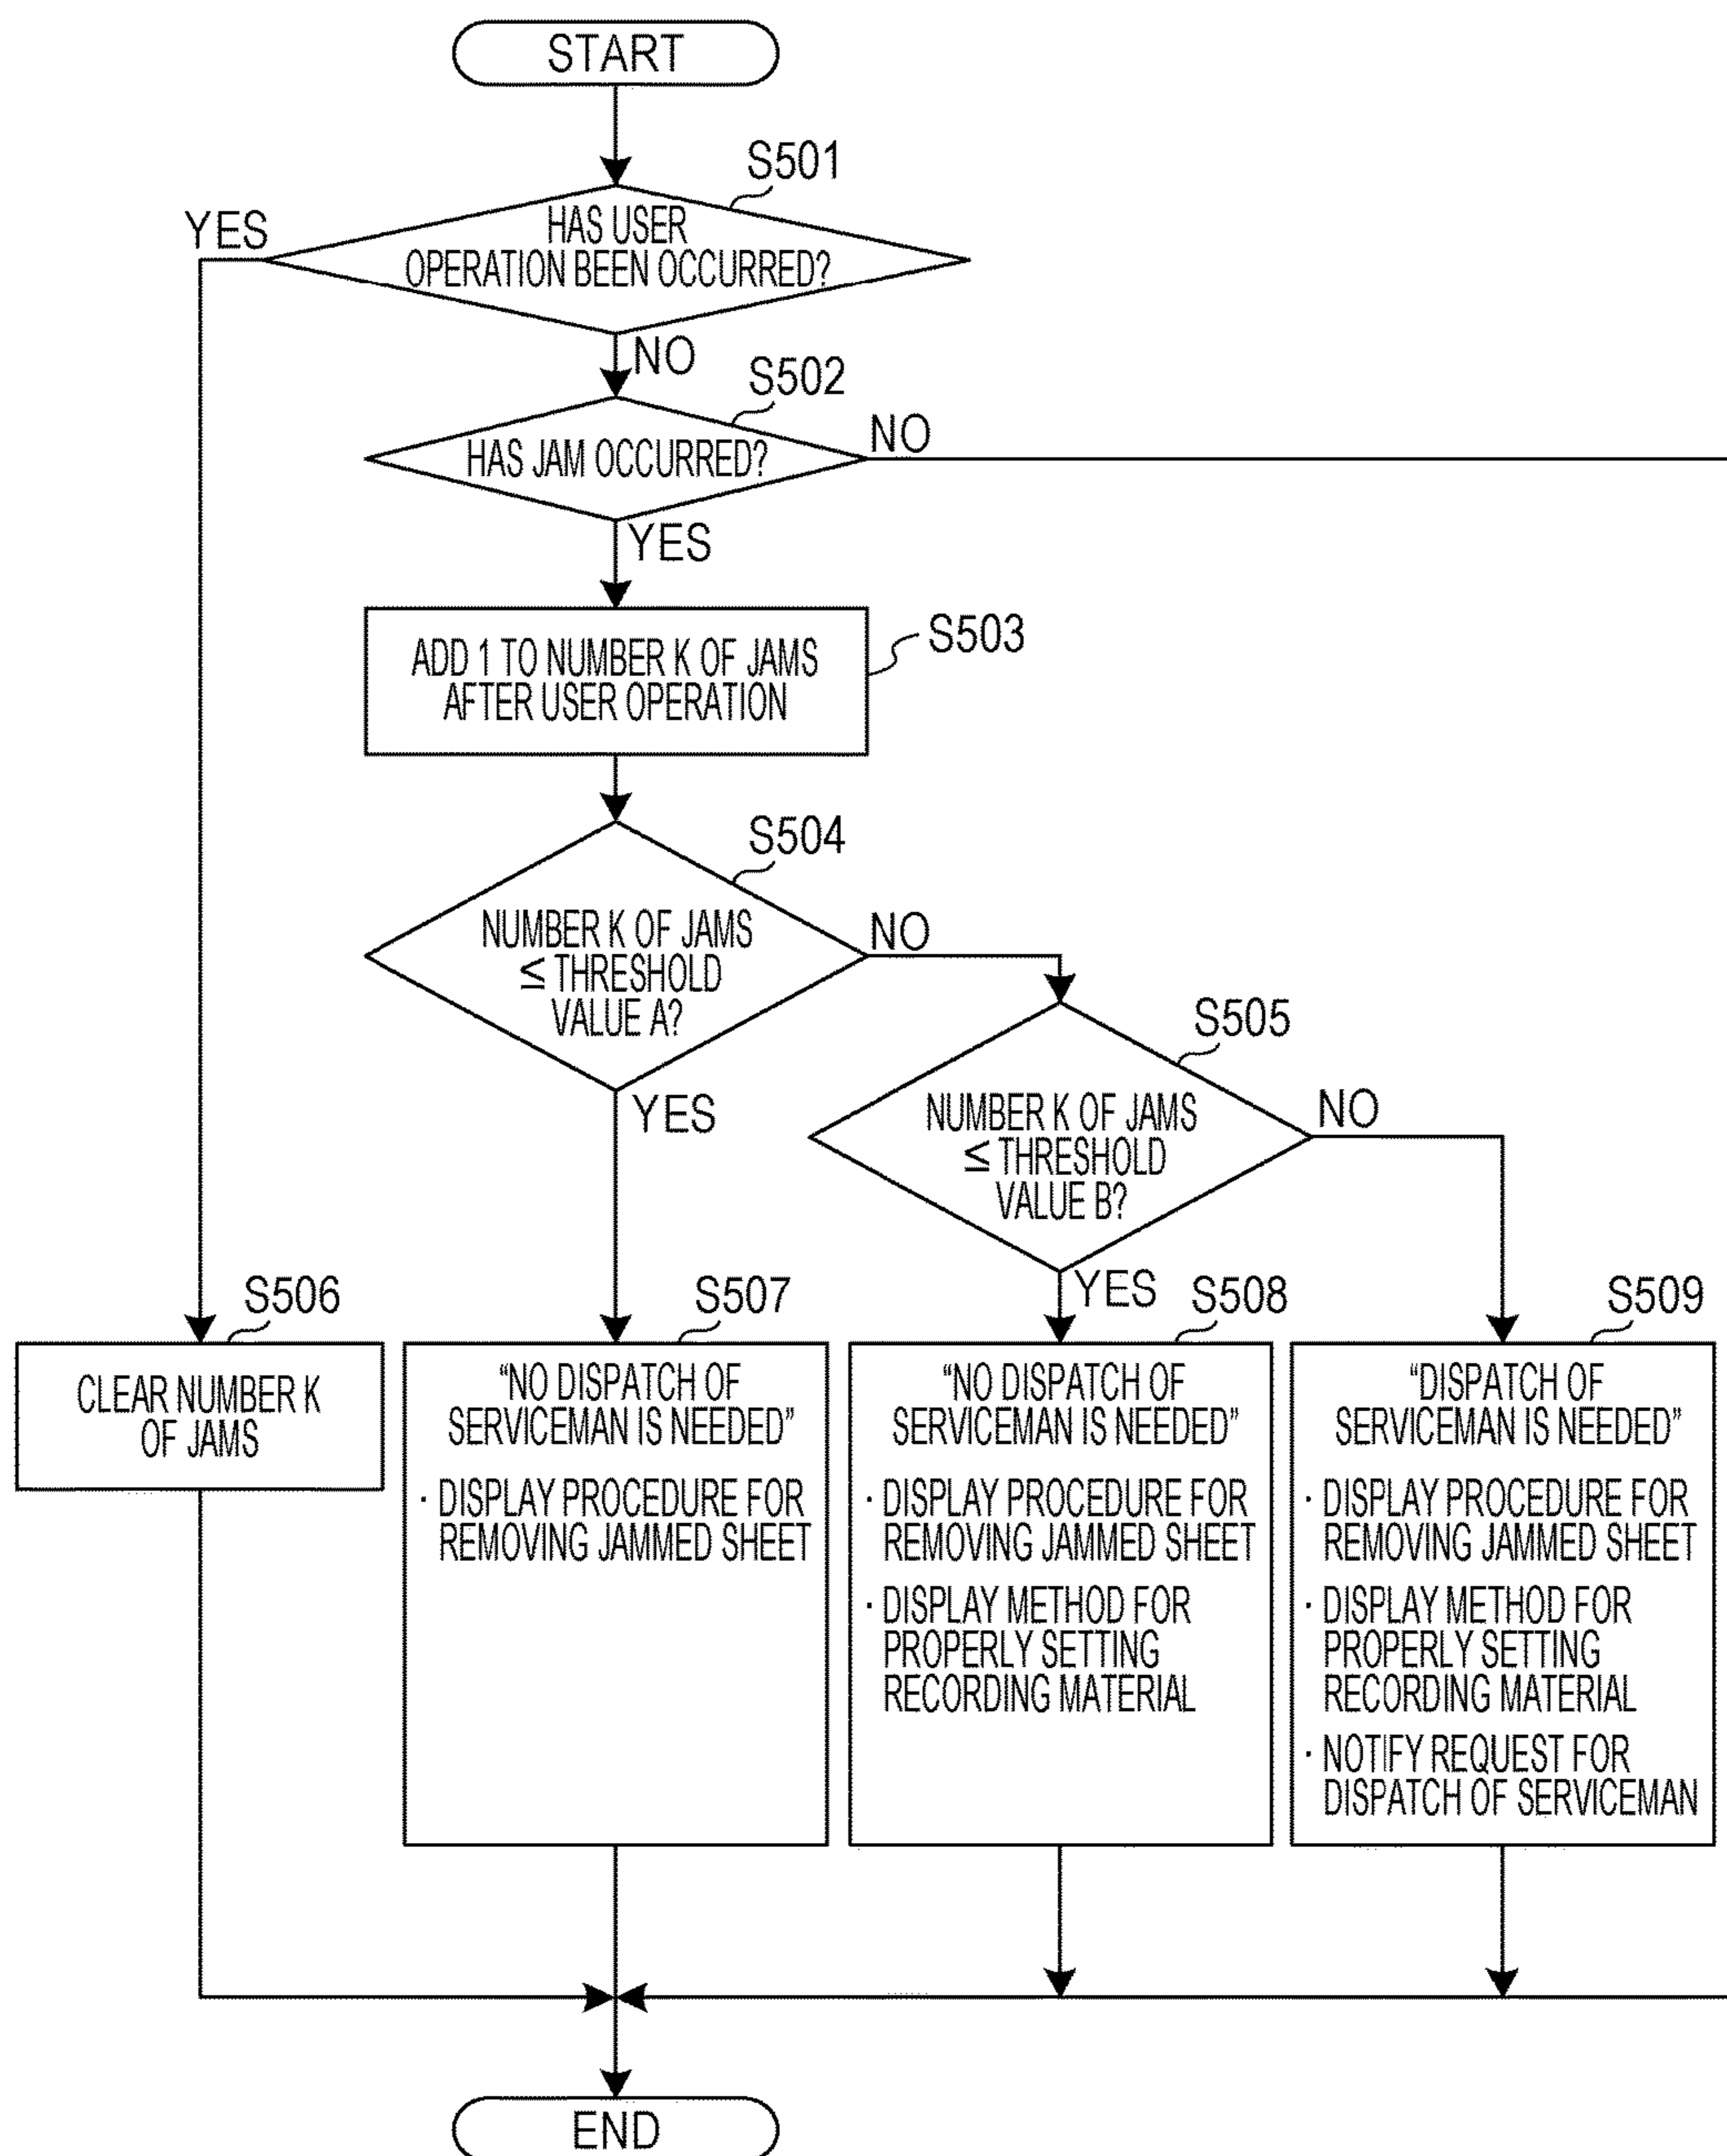 START
S501
YES
HAS USER
OPERATION BEEN OCCURRED?
NO
S502
NO
HAS JAM OCCURRED?
YES
S503
ADD 1 TO NUMBER K OF JAMS
AFTER USER OPERATION
S504
NO
NUMBER K OF JAMS
≤ THRESHOLD
VALUE A?
YES
S505
NO
NUMBER K OF JAMS
≤ THRESHOLD
VALUE B?
YES
S506
CLEAR NUMBER K
OF JAMS
S507
“NO DISPATCH OF
SERVICEMAN IS NEEDED”
· DISPLAY PROCEDURE FOR
REMOVING JAMMED SHEET
S508
“NO DISPATCH OF
SERVICEMAN IS NEEDED”
· DISPLAY PROCEDURE FOR
REMOVING JAMMED SHEET
· DISPLAY METHOD FOR
PROPERLY SETTING
RECORDING MATERIAL
S509
“DISPATCH OF
SERVICEMAN IS NEEDED”
· DISPLAY PROCEDURE FOR
REMOVING JAMMED SHEET
· DISPLAY METHOD FOR
PROPERLY SETTING
RECORDING MATERIAL
· NOTIFY REQUEST FOR
DISPATCH OF SERVICEMAN
END